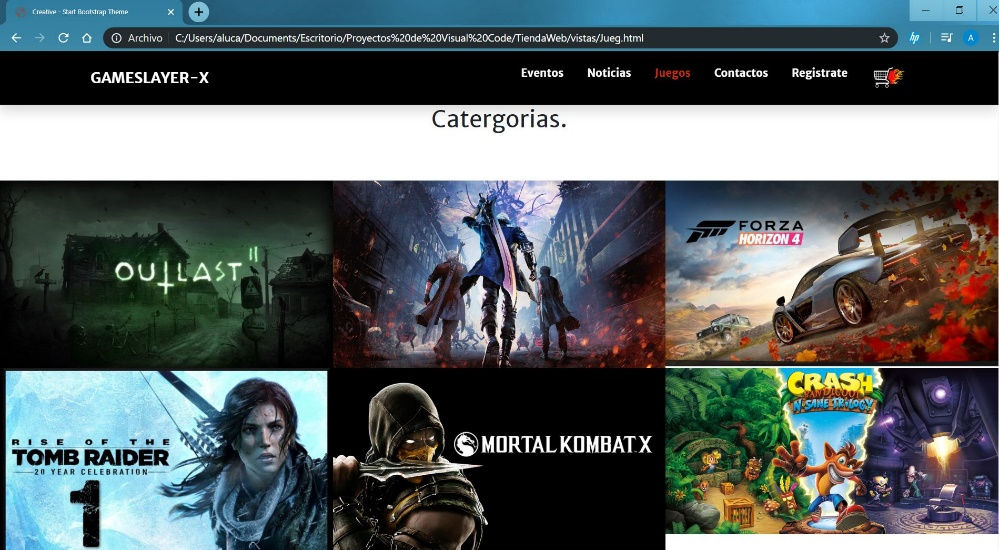 Creative - Start Bootstrap Theme
Archivo C:/Users/aluca/Documents/Escritorio/Proyectos%20de%20Visual%20Code/TiendaWeb/vistas/Jueg.html
hp
A
GAMESLAYER-X
Eventos Noticias Juegos Contactos Registrate
Catergorias.
OUTLAST II
FORZA
HORIZON 4
RISE OF THE
TOMB RAIDER
20 YEAR CELEBRATION
1
MORTAL KOMBAT X
CRASH
BANDICOOT
N. SANE TRILOGY